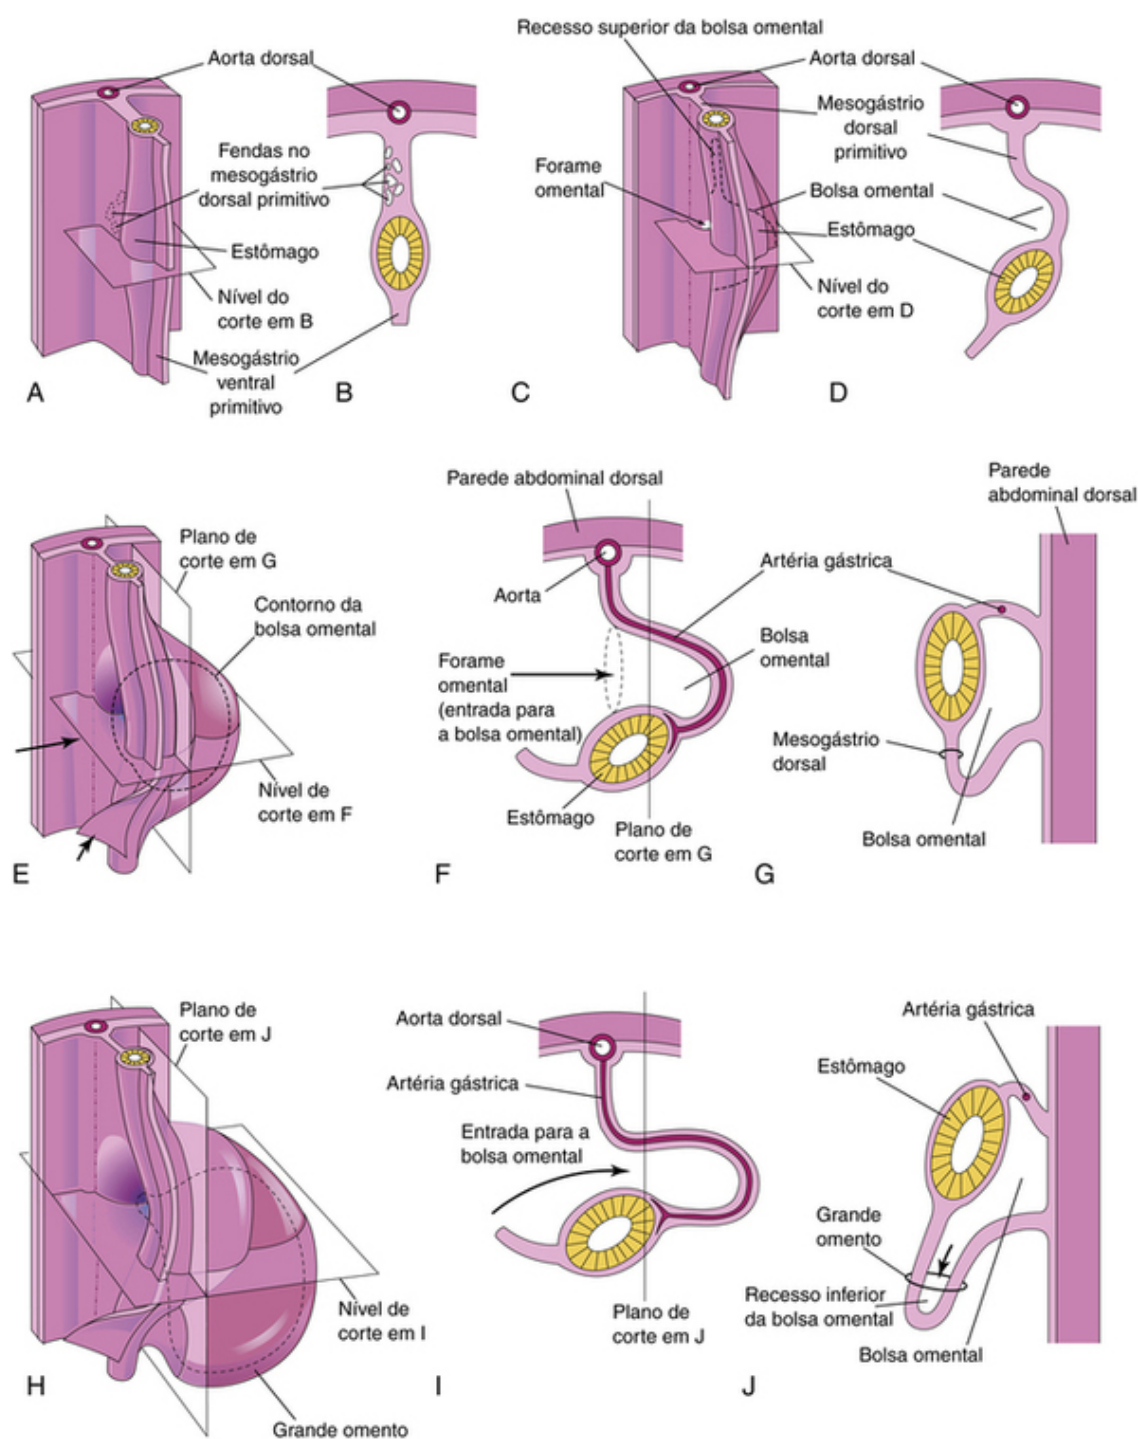 Recesso superior da bolsa omental
Aorta dorsal
Aorta dorsal
Mesogástrio
dorsal
primitivo
Fendas no
mesogástrio
dorsal primitivo
Forame
omental
Bolsa omental
Estômago
Estômago
Nível do
corte em B
Nível do
corte em D
Mesogástrio
ventral
primitivo
A
B
C
D
Parede abdominal dorsal
Parede
abdominal dorsal
Plano de
corte em G
Artéria gástrica
Aorta
Contorno da
bolsa omental
Bolsa
omental
Forame
omental
(entrada para
a bolsa omental)
Mesogástrio
dorsal
Nível de
corte em F
Estômago
Plano de
corte em G
Bolsa omental
E
F
G
Plano de
corte em J
Aorta dorsal
Artéria gástrica
Estômago
Artéria gástrica
Entrada para a
bolsa omental
Grande
omento
Recesso inferior
da bolsa omental
Nível de
corte em I
Plano de
corte em J
Bolsa omental
H
I
J
Grande omento